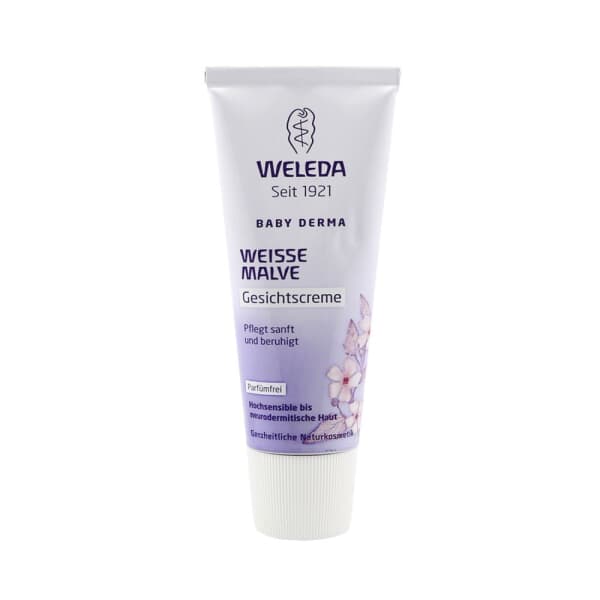 WELEDA
Seit 1921
BABY DERMA
WEISSE
MALVE
Gesichtscreme
Pflegt sanft
und beruhigt
Parfümfrei
Hochsensible bis
neurodermitische Haut
Ganzheitliche Naturkosmetik